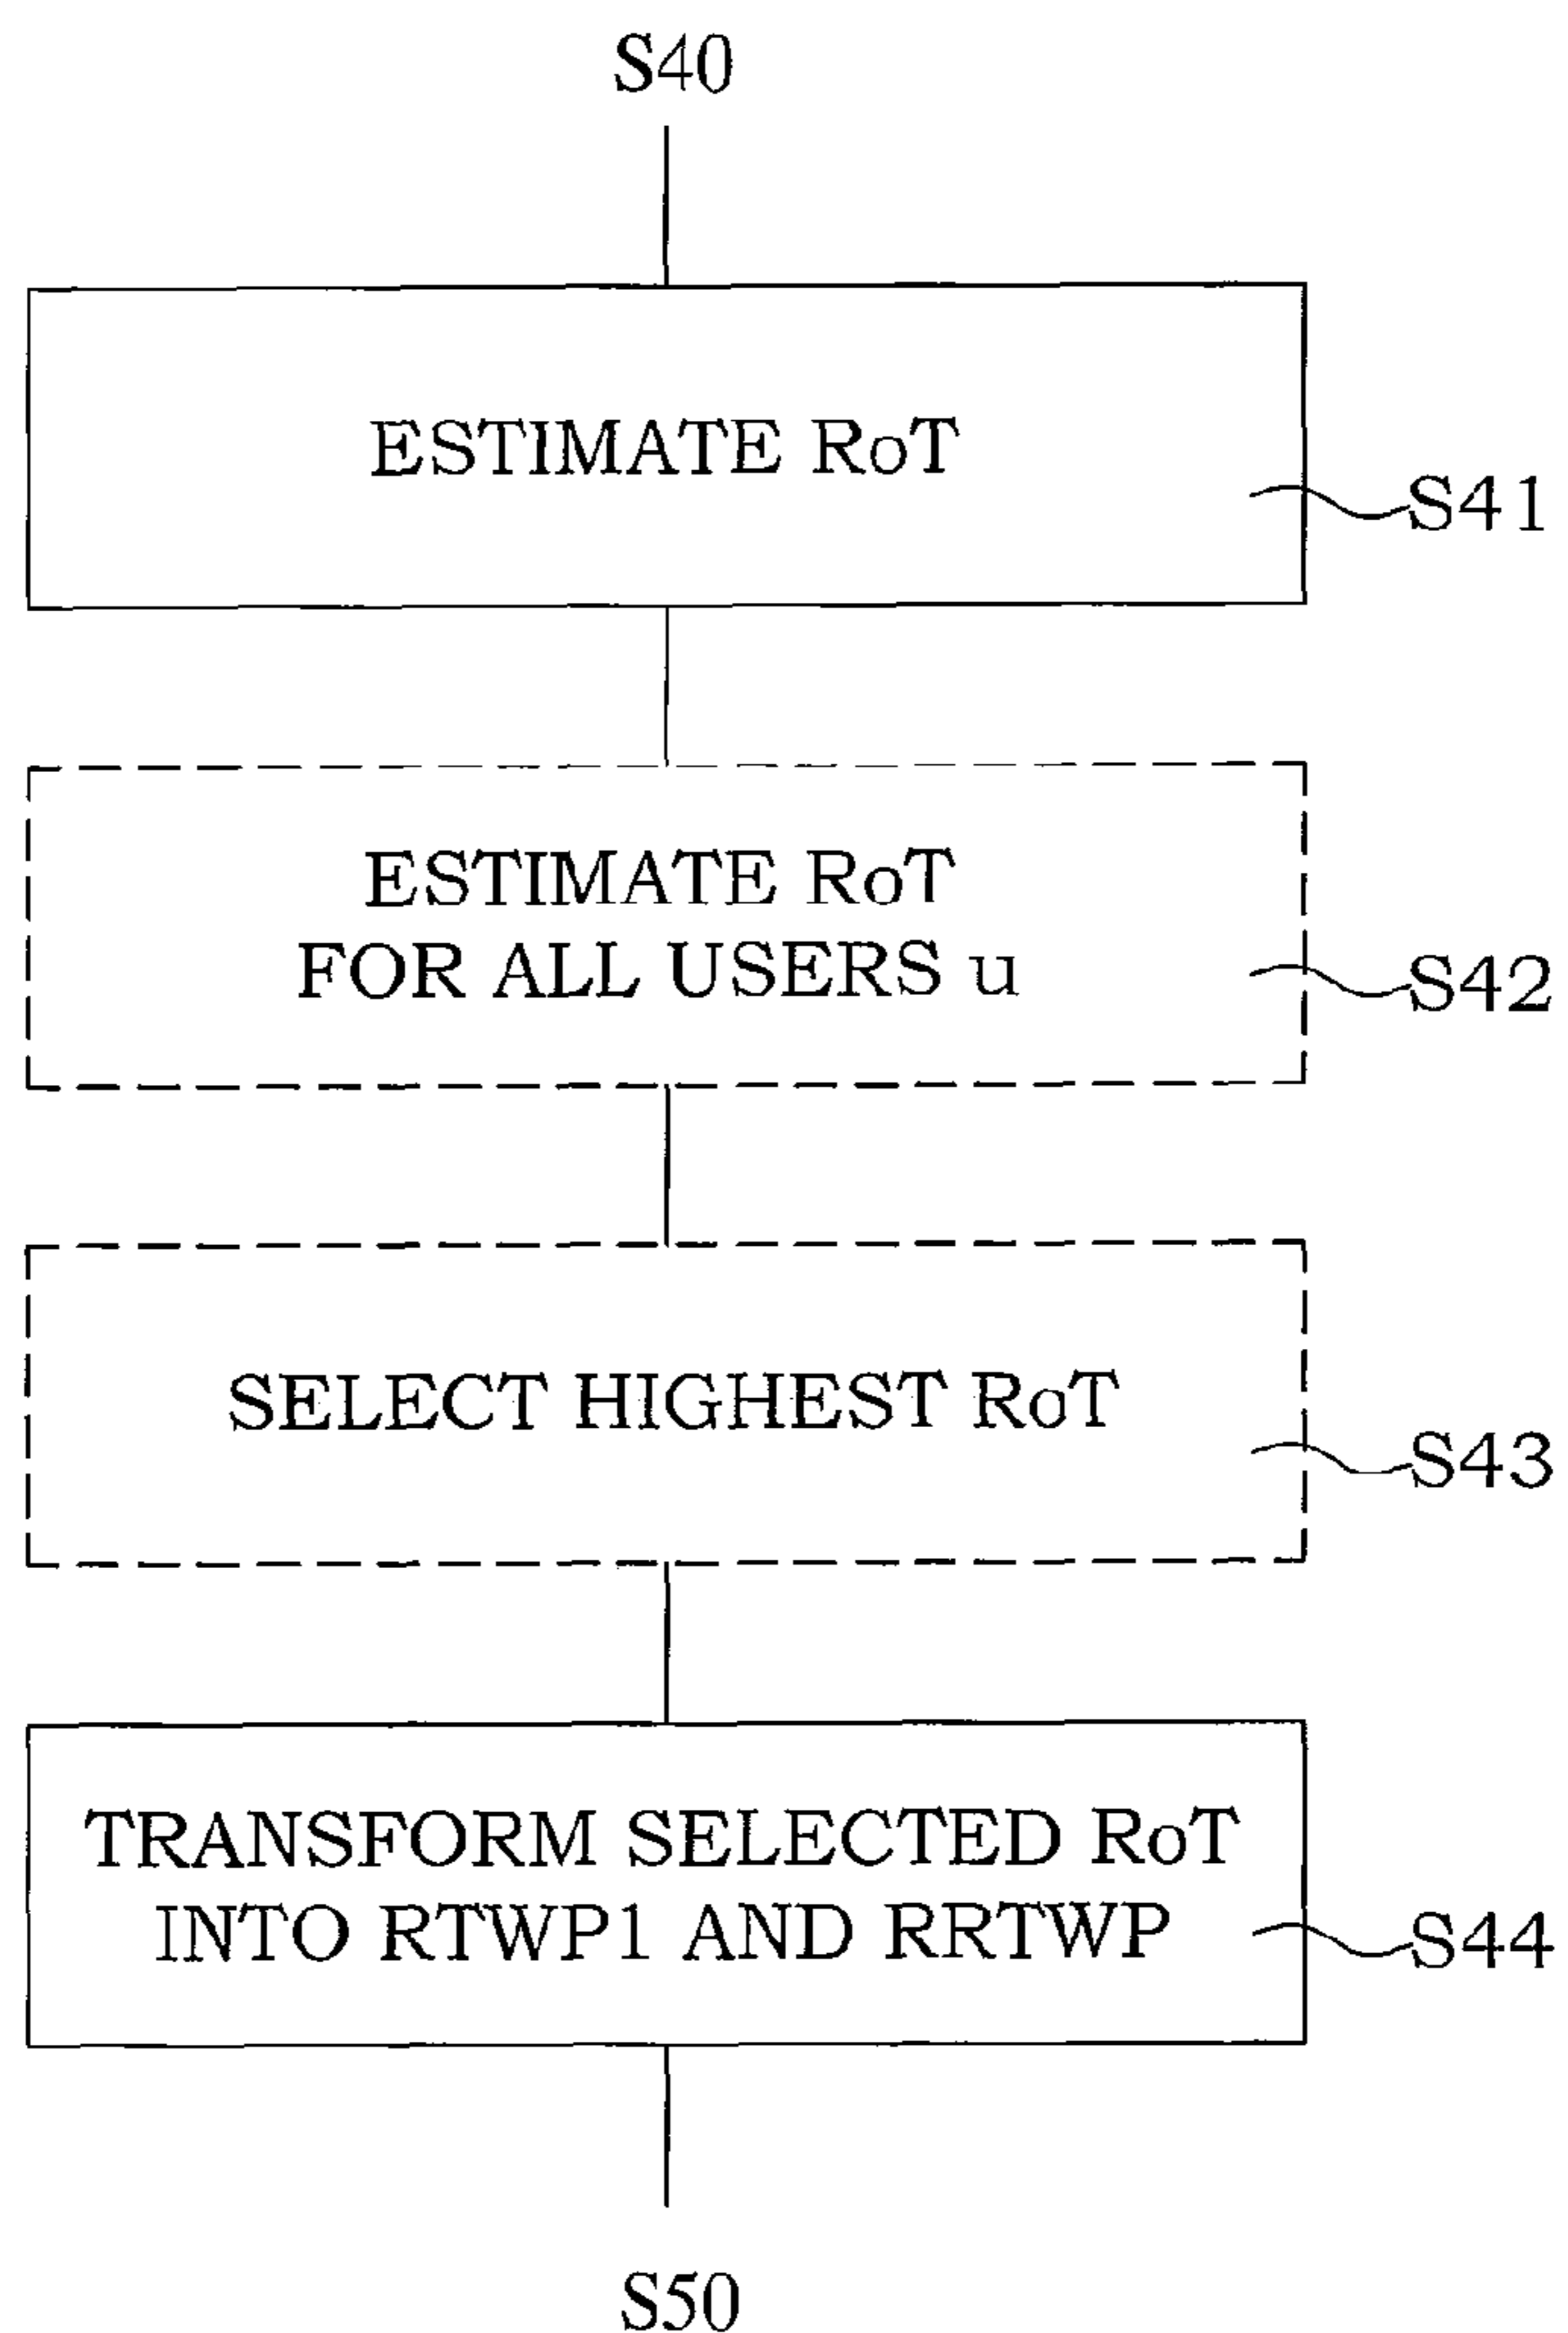 S40
ESTIMATE RoT
S41
ESTIMATE RoT
FOR ALL USERS u
S42
SELECT HIGHEST RoT
S43
TRANSFORM SELECTED RoT
INTO RTWP1 AND RRTWP
S44
S50